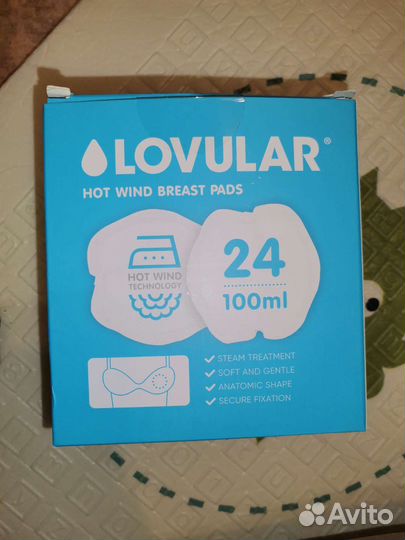 LOVULAR®
HOT WIND BREAST PADS
HOT WIND
TECHNOLOGY
24
100ml
✓ STEAM TREATMENT
✓ SOFT AND GENTLE
✓ ANATOMIC SHAPE
✓ SECURE FIXATION
Avito